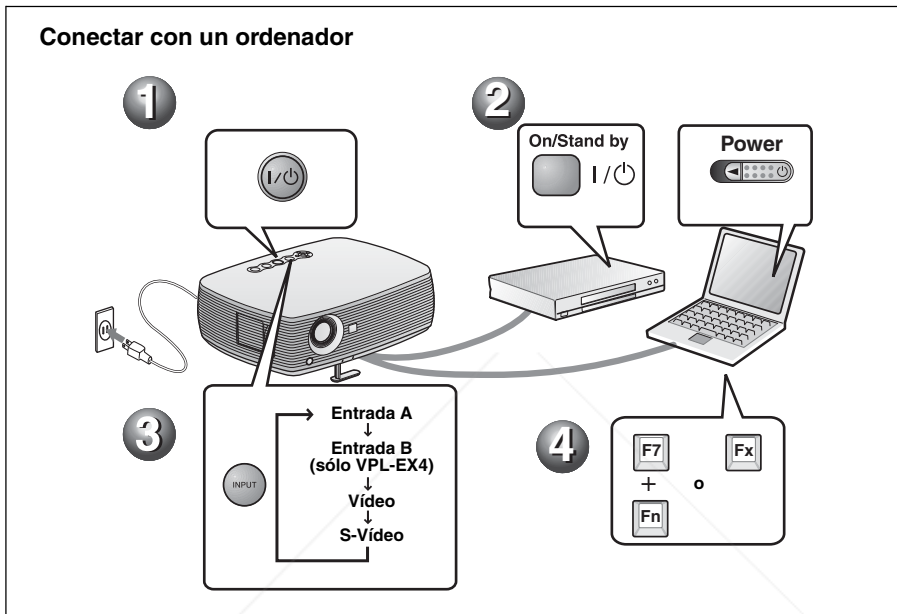 Conectar con un ordenador
1
I/⏻
2
On/Stand by
I/⏻
Power
3
INPUT
Entrada A
↓
Entrada B
(sólo VPL-EX4)
↓
Vídeo
↓
S-Vídeo
4
F7 Fx
+ o
Fn